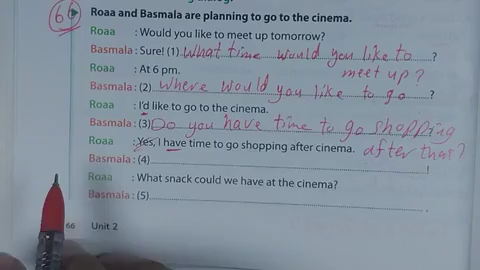 66 Roaa and Basmala are planning to go to the cinema.
Roaa : Would you like to meet up tomorrow?
Basmala : Sure! (1) What time would you like to meet up? ?
Roaa : At 6 pm.
Basmala : (2) where would you like to go ?
Roaa : I'd like to go to the cinema.
Basmala : (3) Do you have time to go shopping after that?
Roaa : Yes, I have time to go shopping after cinema.
Basmala : (4) !
Roaa : What snack could we have at the cinema?
Basmala : (5) .
66 Unit 2